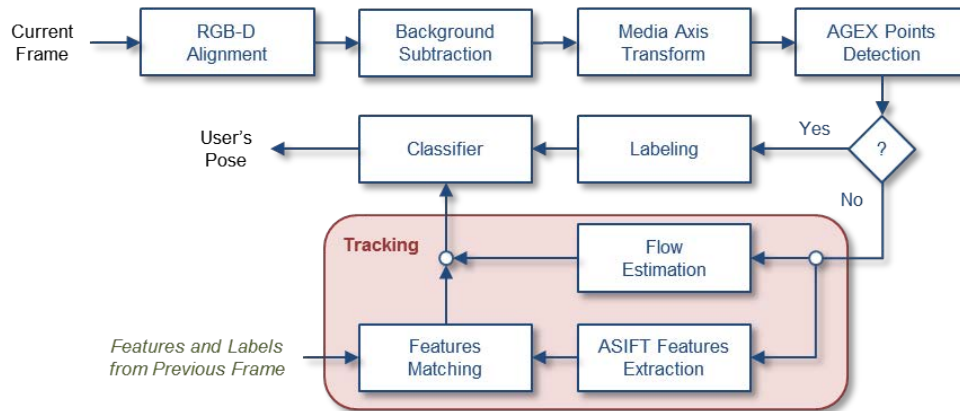 Current
Frame
RGB-D
Alignment
Background
Subtraction
Media Axis
Transform
AGEX Points
Detection
User's
Pose
Classifier
Labeling
Yes
?
No
Tracking
Flow
Estimation
Features and Labels
from Previous Frame
Features
Matching
ASIFT Features
Extraction